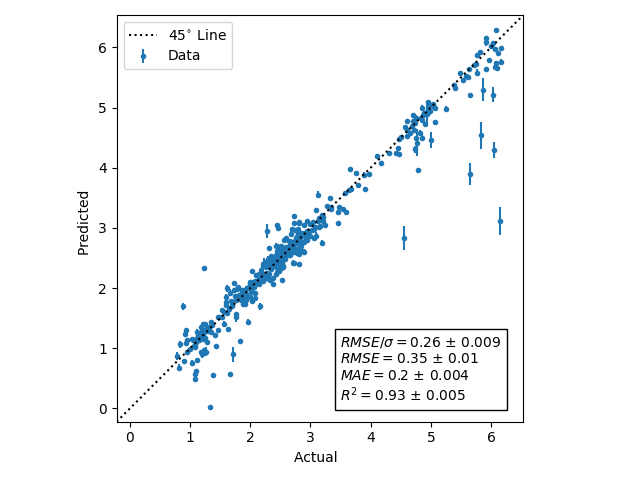 45° Line
Data
6
5
4
3
2
1
0
Predicted
RMSE/σ = 0.26 ± 0.009
RMSE = 0.35 ± 0.01
MAE = 0.2 ± 0.004
R² = 0.93 ± 0.005
0 1 2 3 4 5 6
Actual